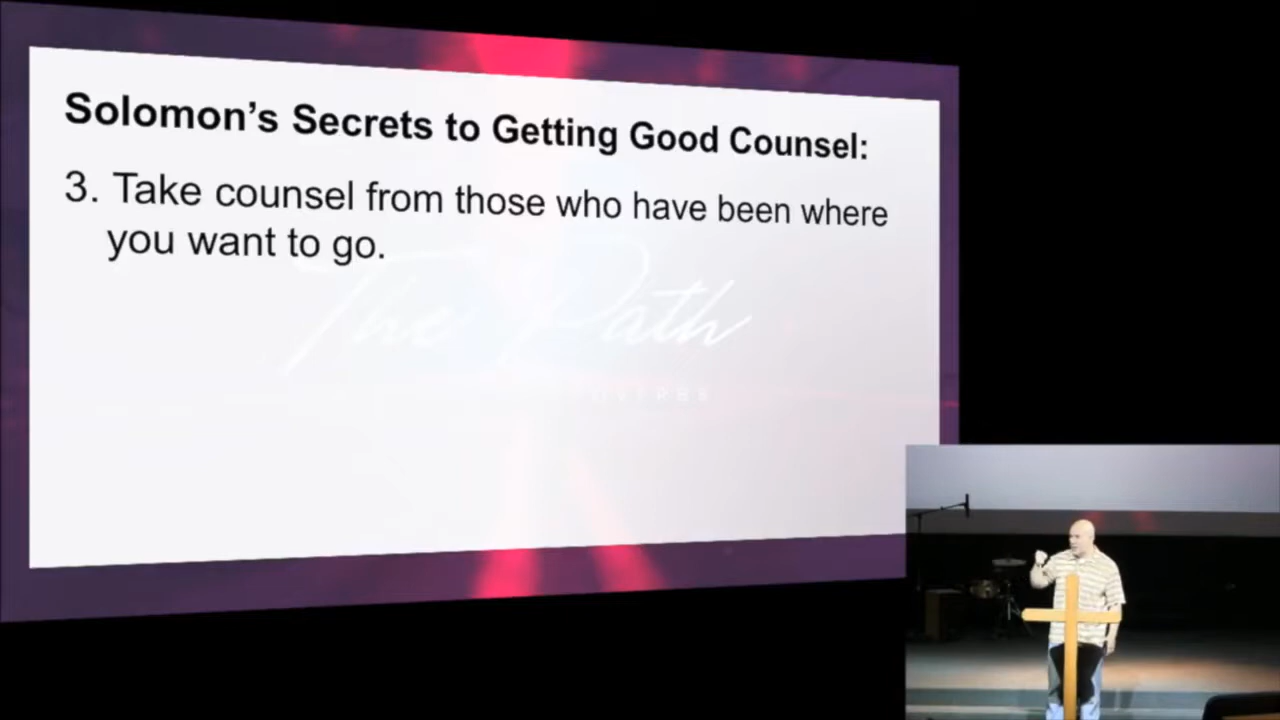 Solomon's Secrets to Getting Good Counsel:
3. Take counsel from those who have been where
you want to go.
The Path